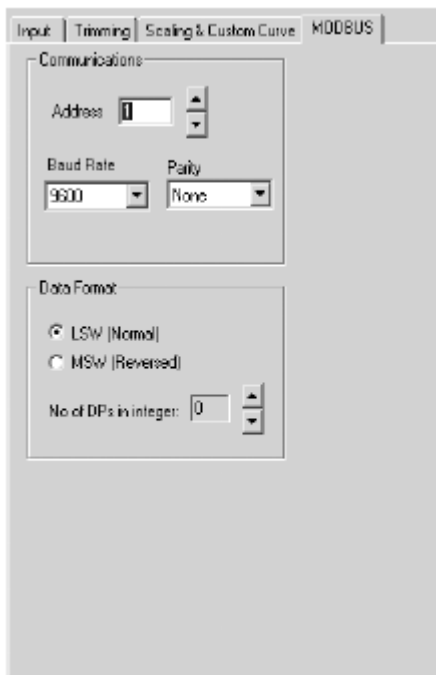 Input Trimming Scaling & Custom Curve MODBUS
Communications
Address 1
Baud Rate Parity
9600 None
Data Format
LSW (Normal)
MSW (Reversed)
No of DPs in integer: 0